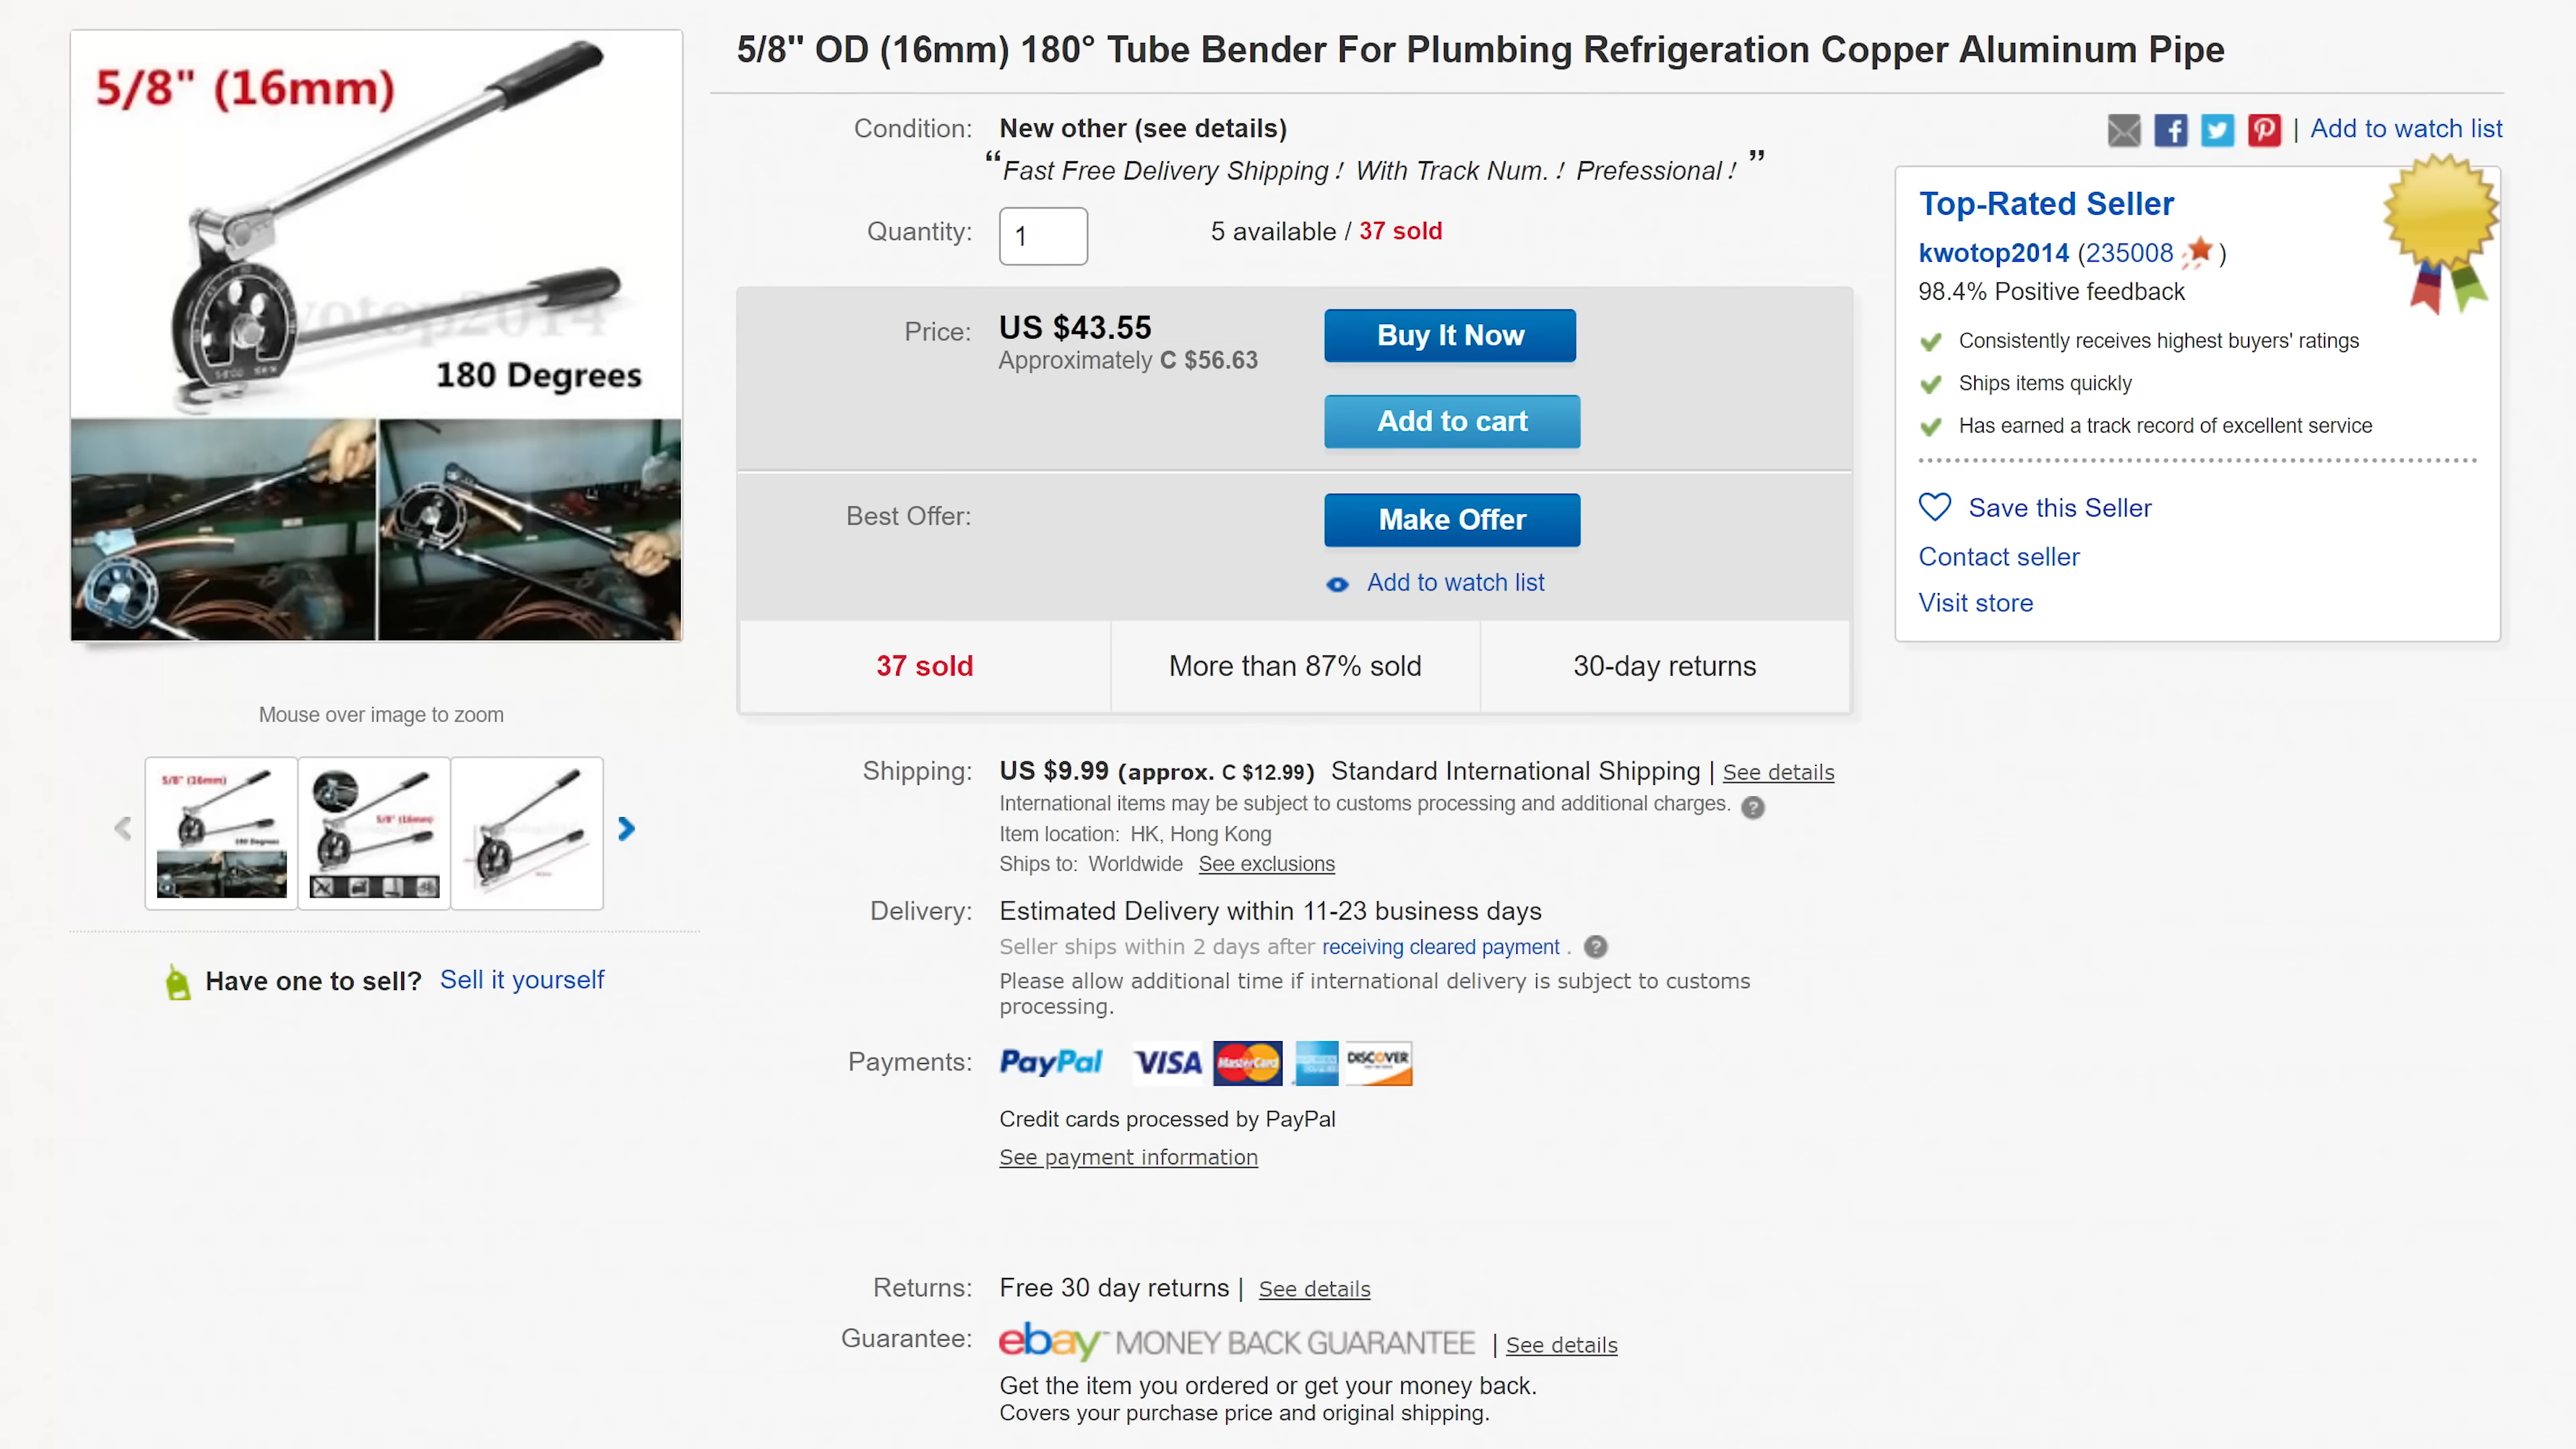 5/8" (16mm)
180 Degrees
Mouse over image to zoom
5/8" (16mm)
180 Degrees
5/8" (16mm)
Have one to sell? Sell it yourself
5/8" OD (16mm) 180° Tube Bender For Plumbing Refrigeration Copper Aluminum Pipe
Condition: New other (see details)
“Fast Free Delivery Shipping！ With Track Num.！ Prefessional！ ”
Quantity: 1 5 available / 37 sold
Price: US $43.55 Buy It Now
Approximately C $56.63
Add to cart
Best Offer: Make Offer
Add to watch list
37 sold More than 87% sold 30-day returns
Shipping: US $9.99 (approx. C $12.99) Standard International Shipping | See details
International items may be subject to customs processing and additional charges. ?
Item location: HK, Hong Kong
Ships to: Worldwide See exclusions
Delivery: Estimated Delivery within 11-23 business days
Seller ships within 2 days after receiving cleared payment . ?
Please allow additional time if international delivery is subject to customs
processing.
Payments: PayPal VISA MasterCard DISCOVER
Credit cards processed by PayPal
See payment information
Returns: Free 30 day returns | See details
Guarantee: ebay™ MONEY BACK GUARANTEE | See details
Get the item you ordered or get your money back.
Covers your purchase price and original shipping.
| Add to watch list
Top-Rated Seller
kwotop2014 (235008 )
98.4% Positive feedback
Consistently receives highest buyers' ratings
Ships items quickly
Has earned a track record of excellent service
Save this Seller
Contact seller
Visit store